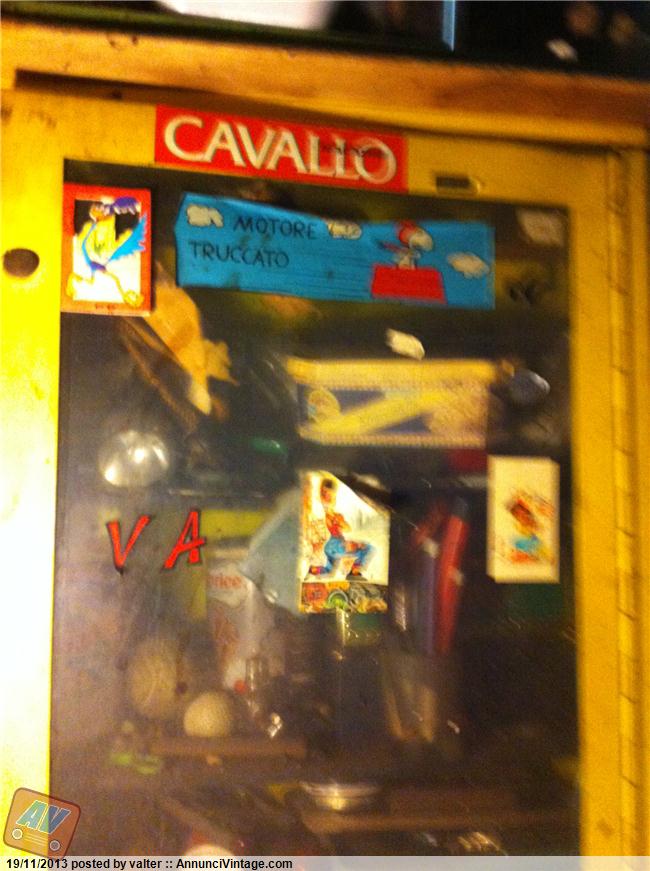 CAVALLO
MOTORE
TRUCCATO
V A
AV
19/11/2013 posted by valter :: AnnunciVintage.com